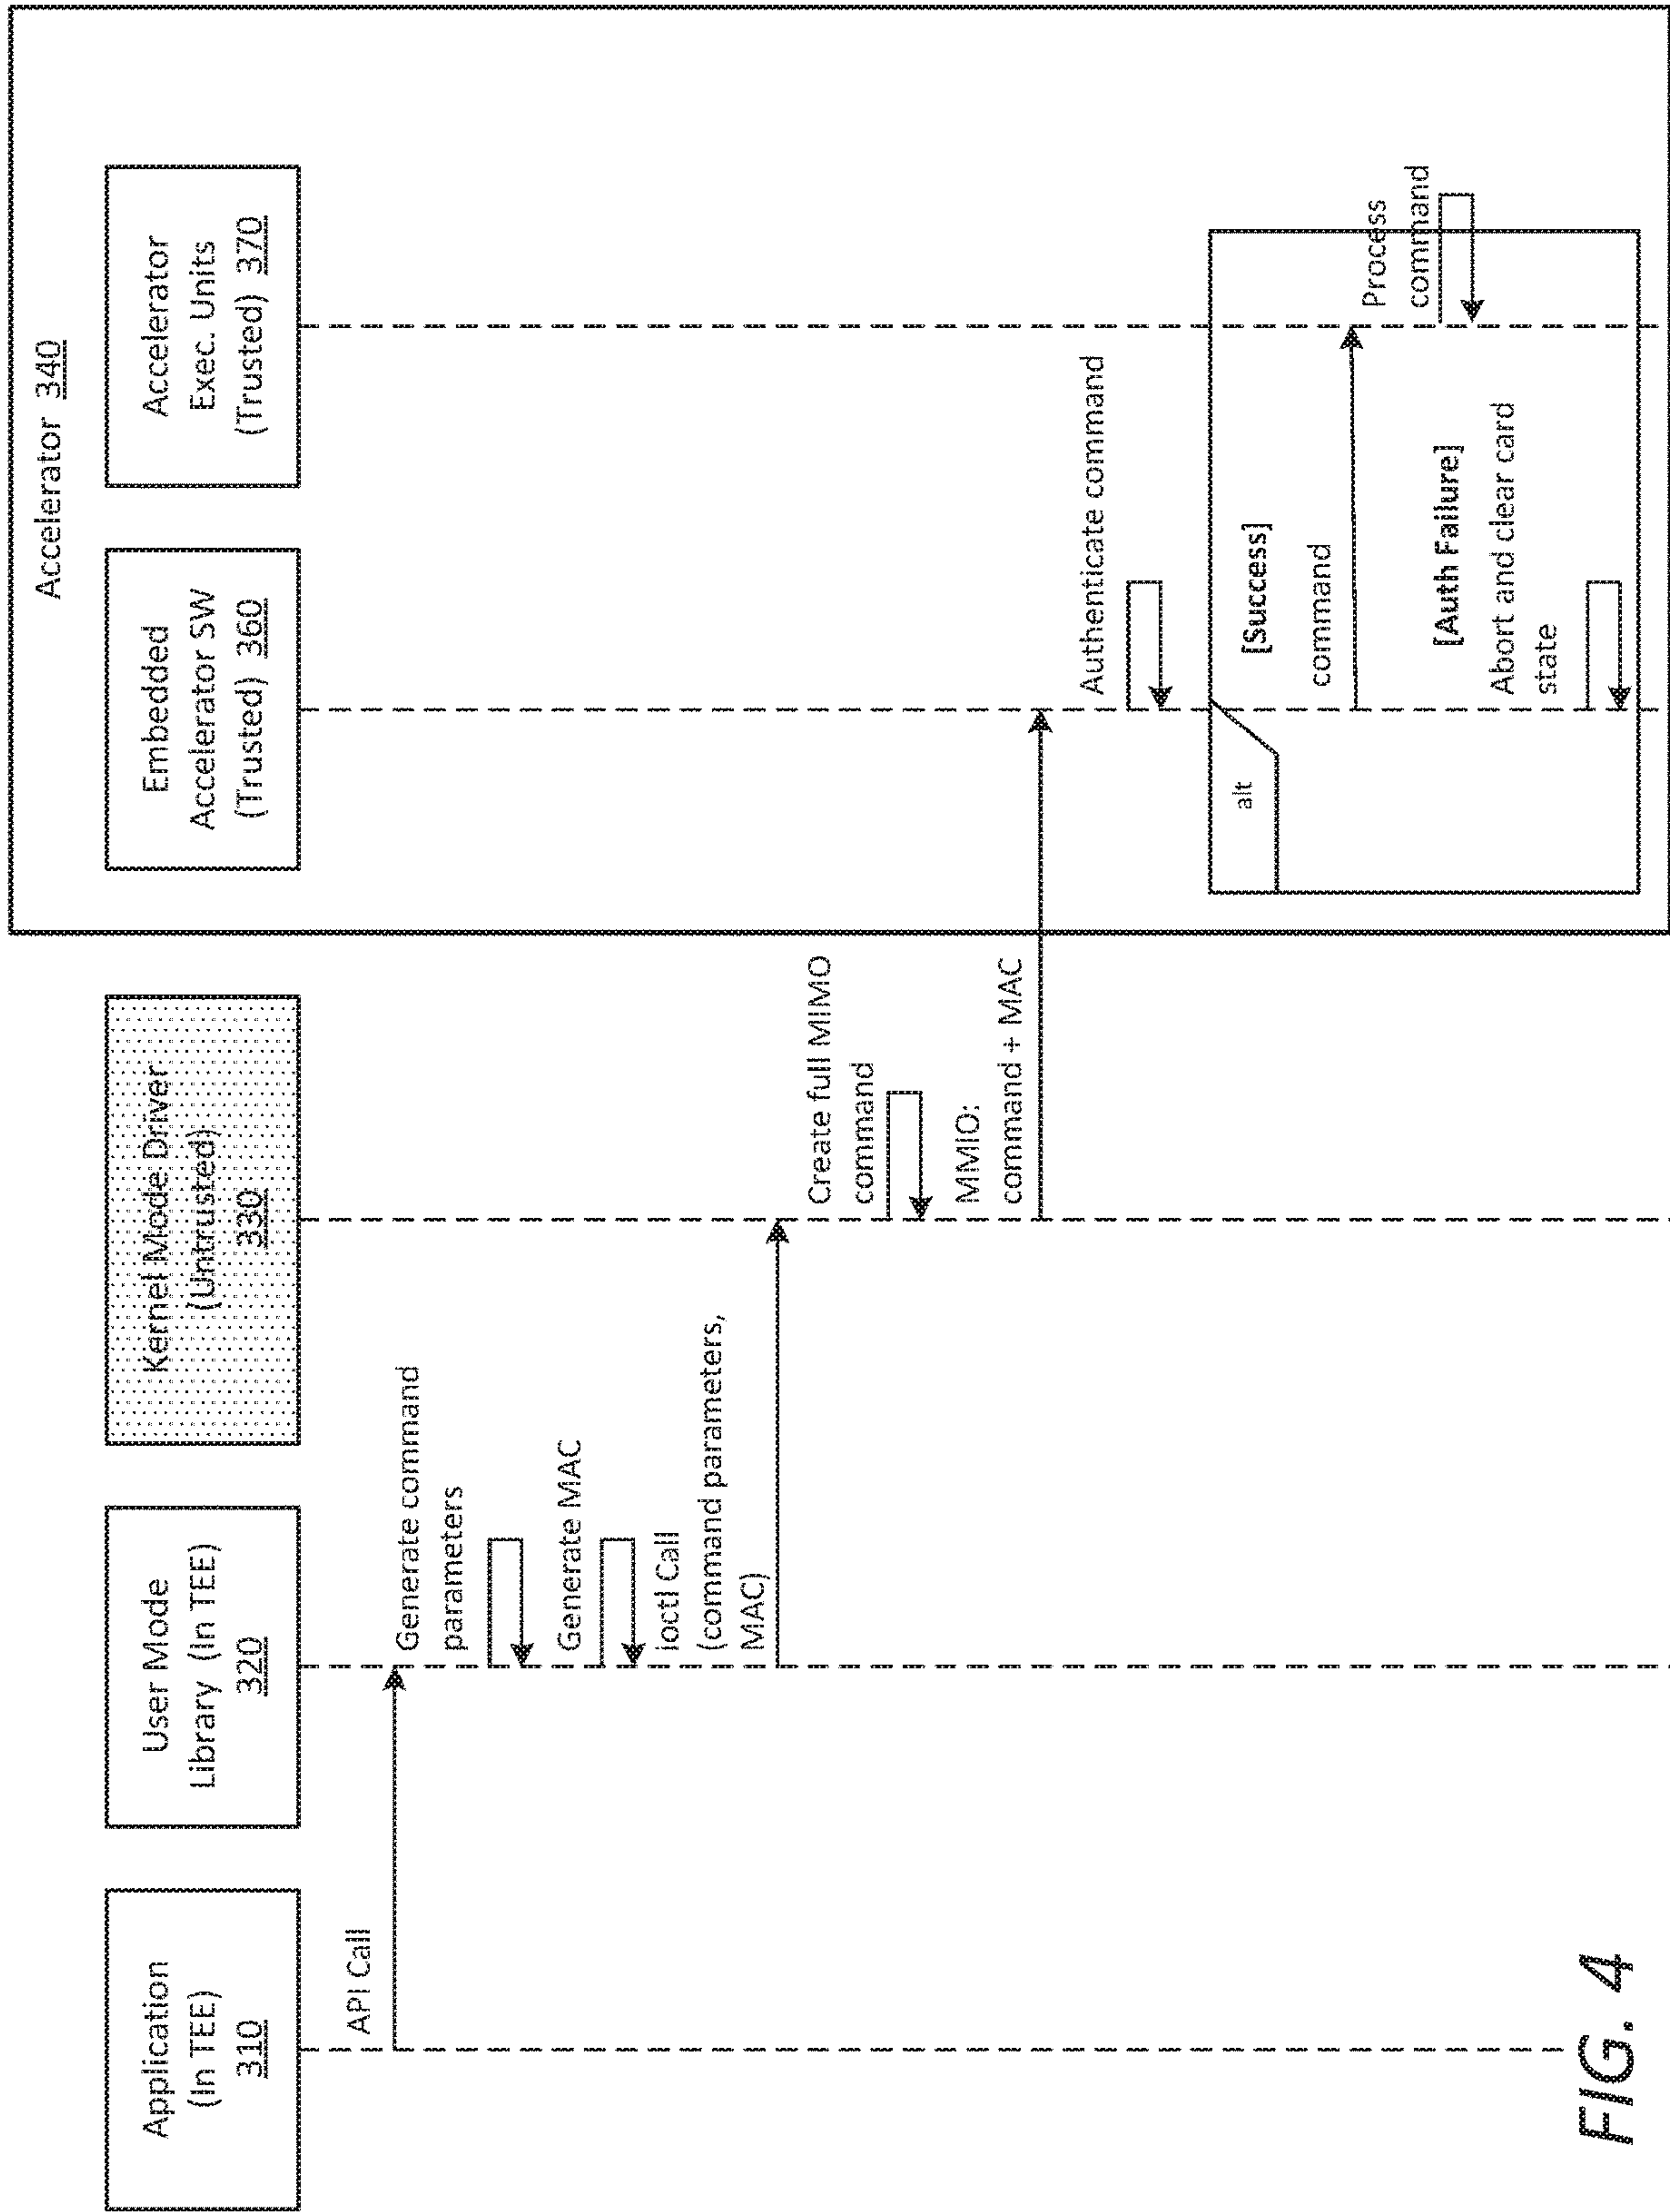 Accelerator 340
Application
(In TEE)
310
User Mode
Library (In TEE)
320
Kernel Mode Driver
(Untrusted)
330
Embedded
Accelerator SW
(Trusted) 360
Accelerator
Exec. Units
(Trusted) 370
API Call
Generate command
parameters
Generate MAC
ioctl Call
(command parameters,
MAC)
Create full MIMO
command
MMIO:
command + MAC
Authenticate command
alt
[Success]
command
Process
command
[Auth Failure]
Abort and clear card
state
FIG. 4